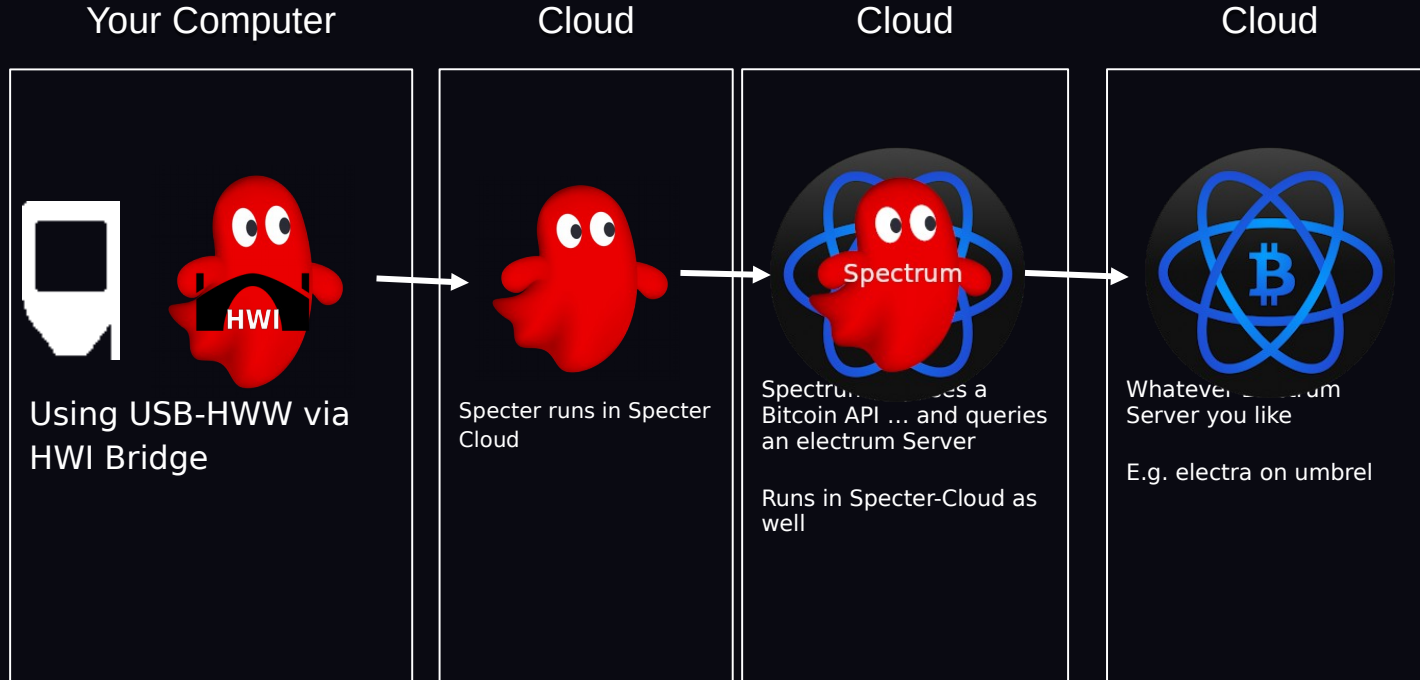 Your Computer
Cloud
Cloud
Cloud
HWI
Using USB-HWW via
HWI Bridge
Specter runs in Specter
Cloud
Spectrum
a
Bitcoin API ... and queries
an electrum Server
Runs in Specter-Cloud as
well
Whatever
Server you like
E.g. electra on umbrel